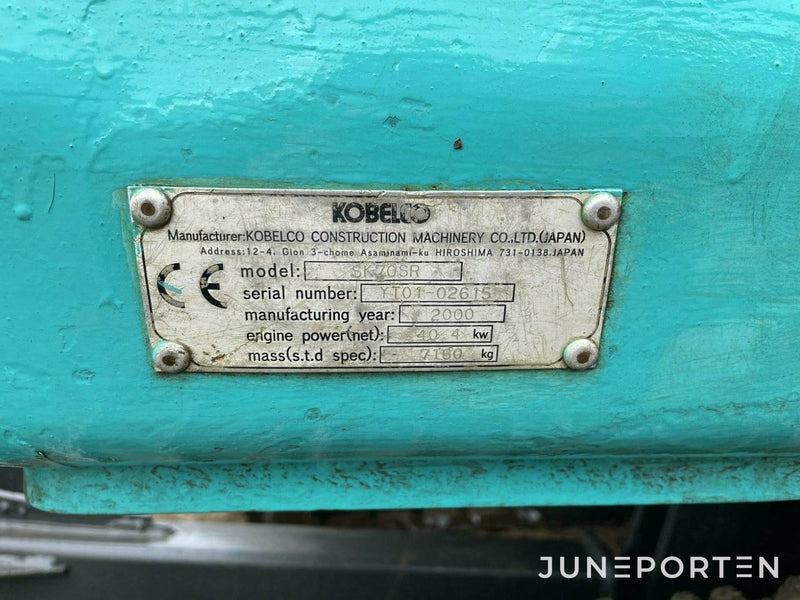 KOBELCO
Manufacturer:KOBELCO CONSTRUCTION MACHINERY CO.,LTD.(JAPAN)
Address:12-4, Gion 3-chome Asaminami-ku HIROSHIMA 731-0138,JAPAN
CE
model: SK70SR
serial number: YT01-02615
manufacturing year: 2000
engine power(net): 40.4 kw
mass(s.t.d spec): 7160 kg
JUNEPORTEN